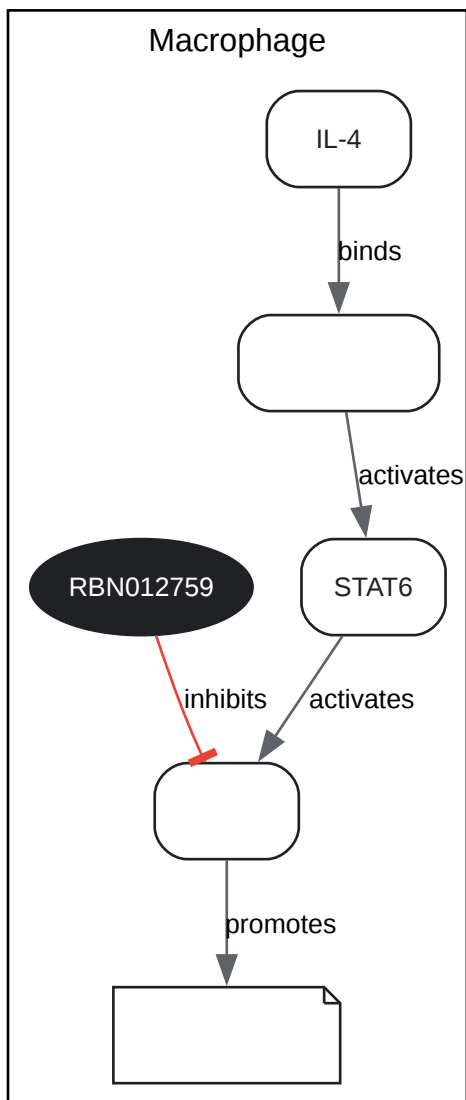 Macrophage
IL-4
binds
activates
RBN012759
STAT6
inhibits
activates
promotes